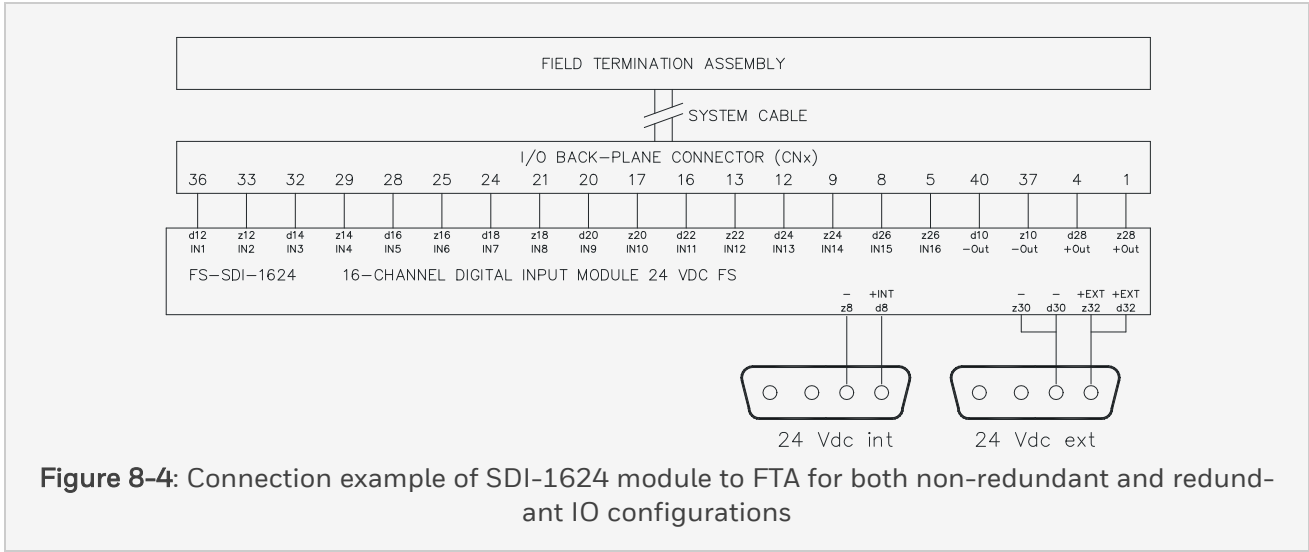 FIELD TERMINATION ASSEMBLY
SYSTEM CABLE
I/O BACK-PLANE CONNECTOR (CNx)
36 33 32 29 28 25 24 21 20 17 16 13 12 9 8 5 40 37 4 1
d12 z12 d14 z14 d16 z16 d18 z18 d20 z20 d22 z22 d24 z24 d26 z26 d10 z10 d28 z28
IN1 IN2 IN3 IN4 IN5 IN6 IN7 IN8 IN9 IN10 IN11 IN12 IN13 IN14 IN15 IN16 -Out -Out +Out +Out
FS-SDI-1624 16-CHANNEL DIGITAL INPUT MODULE 24 VDC FS
- +INT - - +EXT +EXT
z8 d8 z30 d30 z32 d32
24 Vdc int 24 Vdc ext
Figure 8-4: Connection example of SDI-1624 module to FTA for both non-redundant and redund-
ant IO configurations